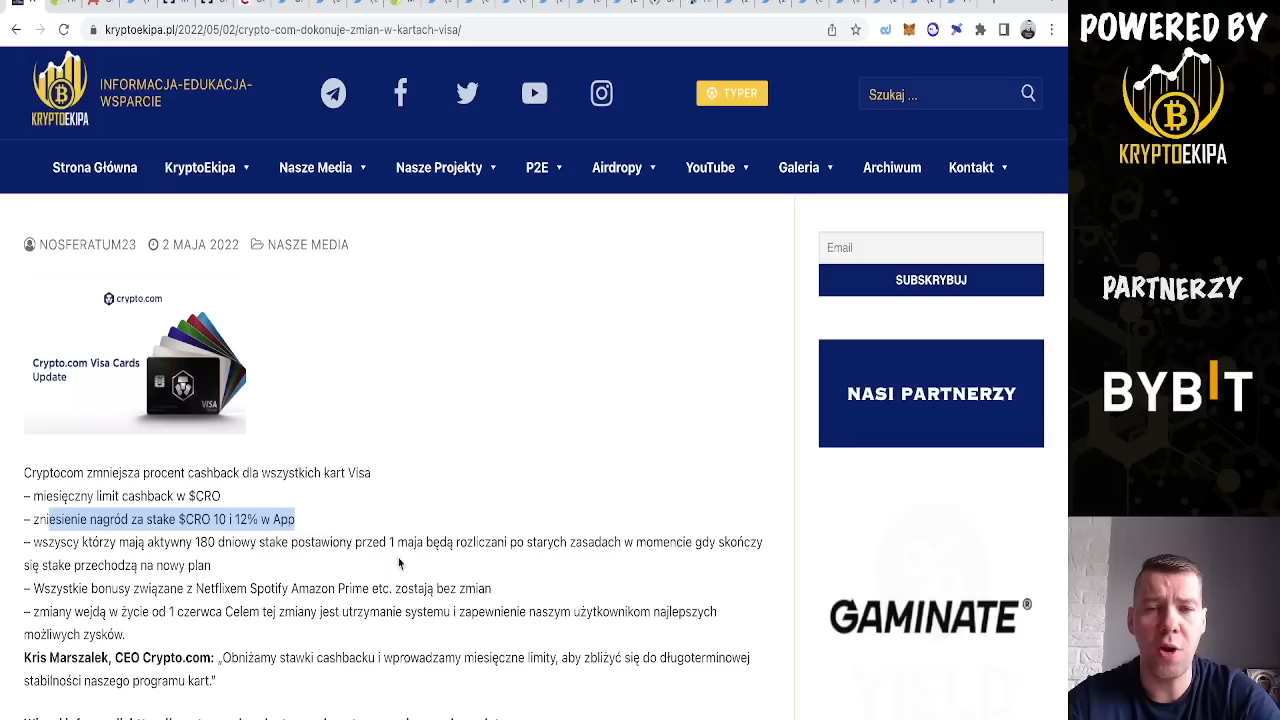 kryptoekipa.pl/2022/05/02/crypto-com-dokonuje-zmian-w-kartach-visa/
POWERED BY
KRYPTOEKIPA
INFORMACJA-EDUKACJA-
WSPARCIE
TYPER
Szukaj ...
KRYPTOEKIPA
Strona Główna KryptoEkipa Nasze Media Nasze Projekty P2E Airdropy YouTube Galeria Archiwum Kontakt
NOSFERATUM23 2 MAJA 2022 NASZE MEDIA
Email
SUBSKRYBUJ
PARTNERZY
crypto.com
Crypto.com Visa Cards
Update
VISA
NASI PARTNERZY
BYBIT
Cryptocom zmniejsza procent cashback dla wszystkich kart Visa
– miesięczny limit cashback w $CRO
– zniesienie nagród za stake $CRO 10 i 12% w App
– wszyscy którzy mają aktywny 180 dniowy stake postawiony przed 1 maja będą rozliczani po starych zasadach w momencie gdy skończy
się stake przechodzą na nowy plan
– Wszystkie bonusy związane z Netflixem Spotify Amazon Prime etc. zostają bez zmian
– zmiany wejdą w życie od 1 czerwca Celem tej zmiany jest utrzymanie systemu i zapewnienie naszym użytkownikom najlepszych
możliwych zysków.
Kris Marszalek, CEO Crypto.com: „Obniżamy stawki cashbacku i wprowadzamy miesięczne limity, aby zbliżyć się do długoterminowej
stabilności naszego programu kart.”
GAMINATE®
YIELD